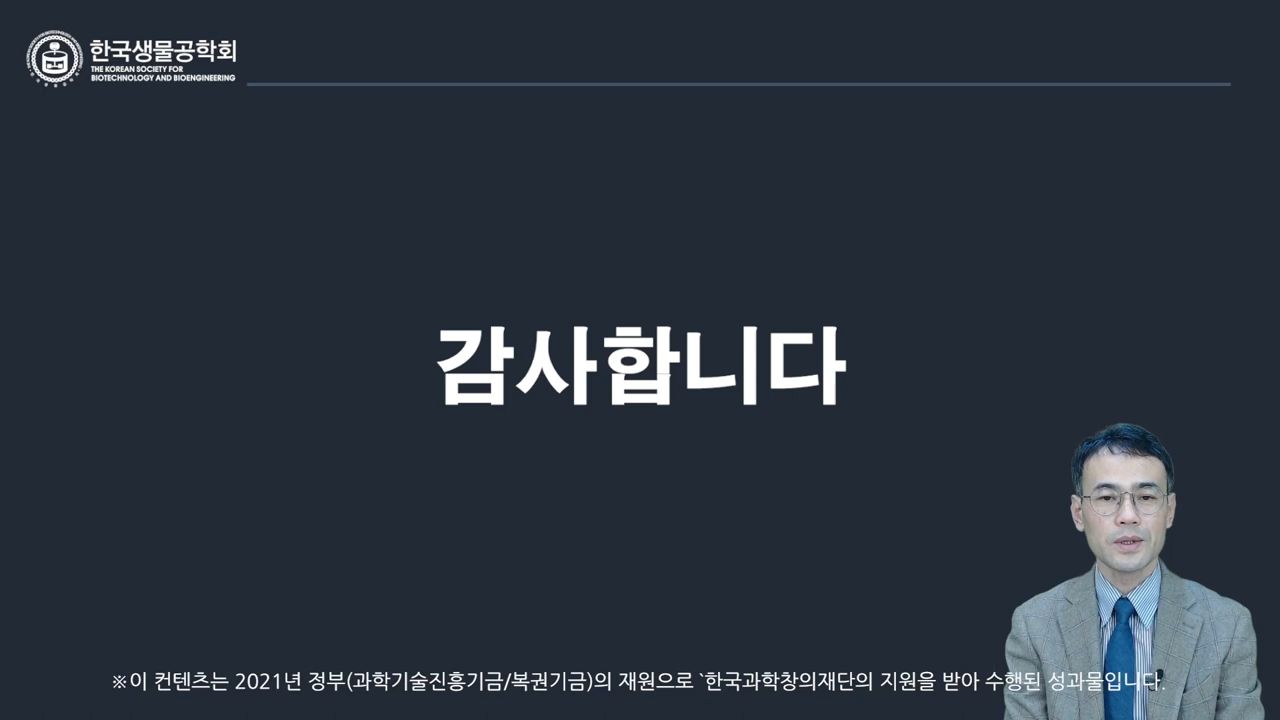 한국생물공학회
THE KOREAN SOCIETY FOR
BIOTECHNOLOGY AND BIOENGINEERING
감사합니다
※이 컨텐츠는 2021년 정부(과학기술진흥기금/복권기금)의 재원으로 `한국과학창의재단의 지원을 받아 수행된 성과물입니다.